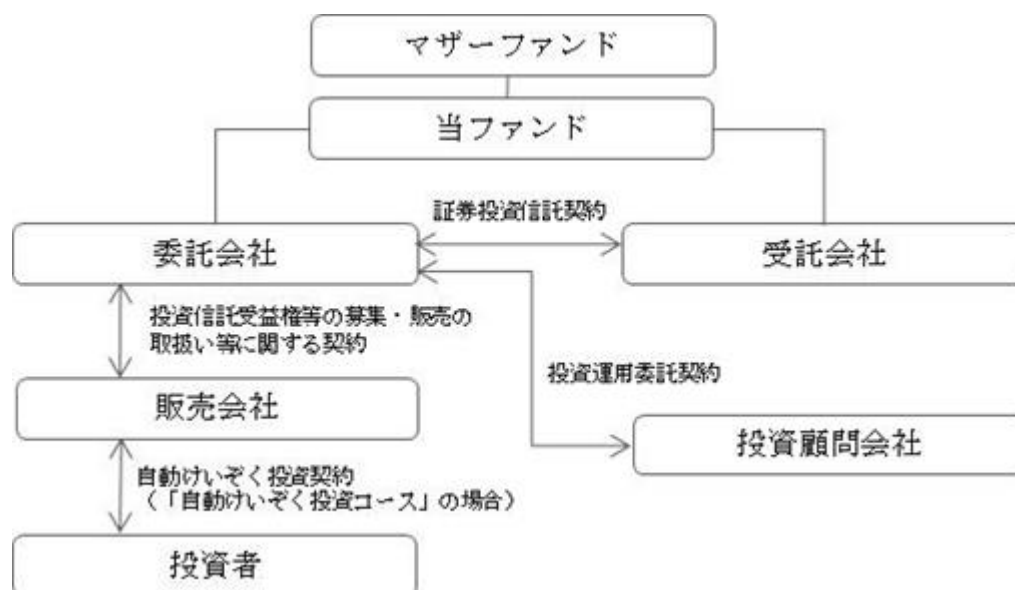 マザーファンド
当ファンド
証券投資信託契約
委託会社
受託会社
投資信託受益権等の募集・販売の
取扱い等に関する契約
投資運用委託契約
販売会社
投資顧問会社
自動けいぞく投資契約
(「自動けいぞく投資コース」の場合)
投資者